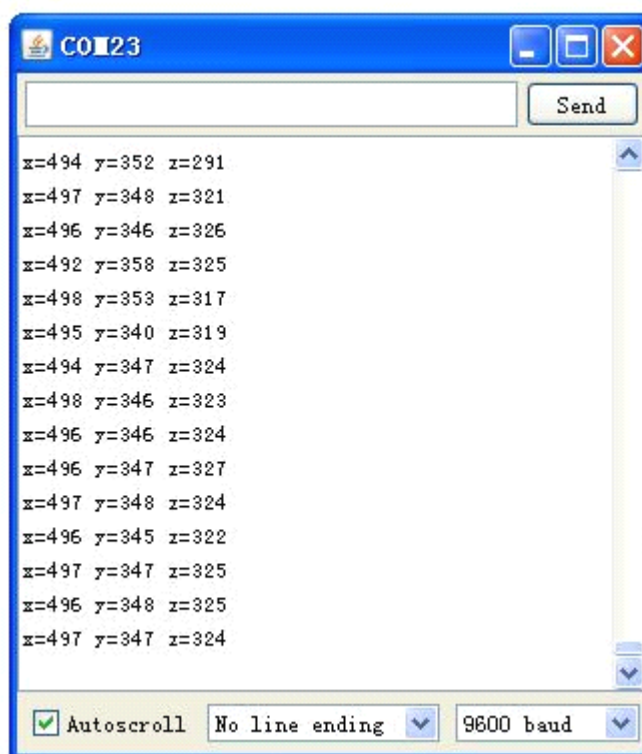 COM23
Send
x=494 y=352 z=291
x=497 y=348 z=321
x=496 y=346 z=326
x=492 y=358 z=325
x=498 y=353 z=317
x=495 y=340 z=319
x=494 y=347 z=324
x=498 y=346 z=323
x=496 y=346 z=324
x=496 y=347 z=327
x=497 y=348 z=324
x=496 y=345 z=322
x=497 y=347 z=325
x=496 y=348 z=325
x=497 y=347 z=324
Autoscroll No line ending 9600 baud